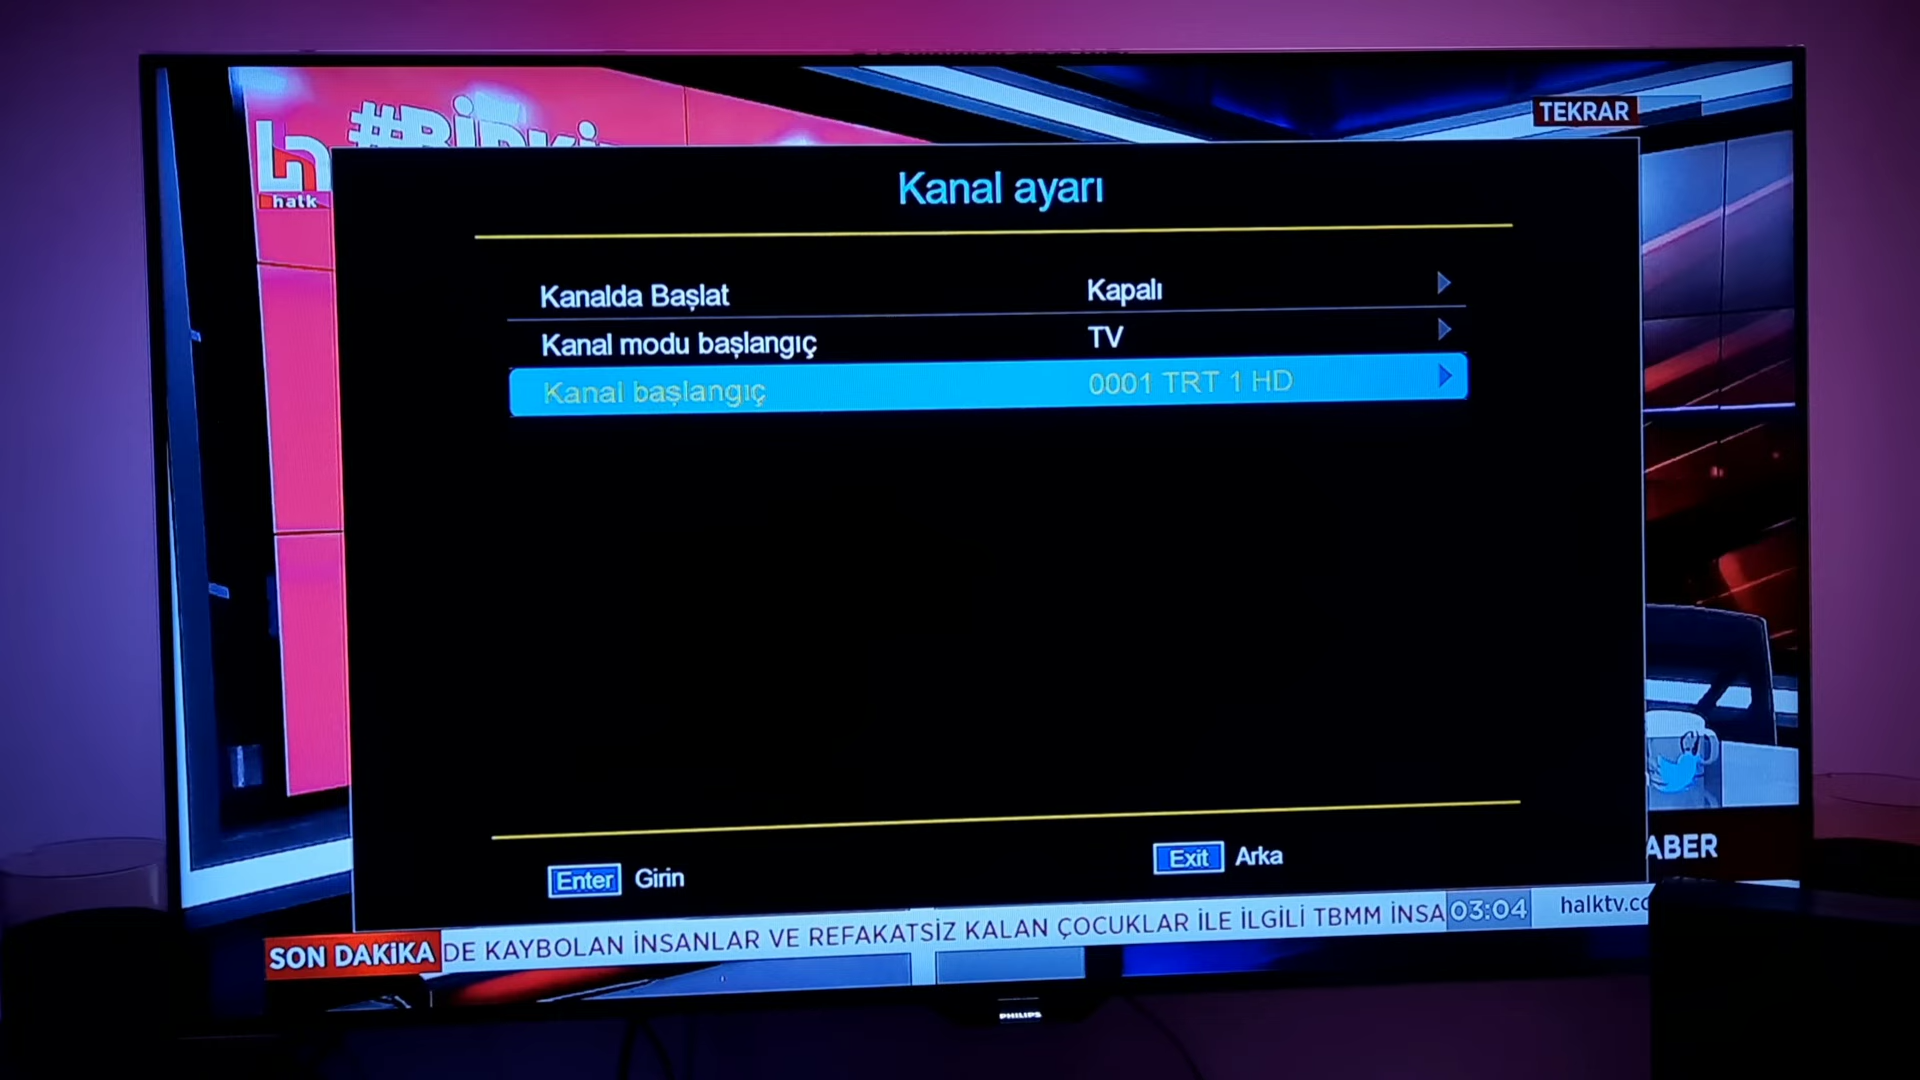 TEKRAR
halk
Kanal ayarı
Kanalda Başlat Kapalı
Kanal modu başlangıç TV
Kanal başlangıç 0001 TRT 1 HD
Enter Girin
Exit Arka
ABER
SON DAKİKA DE KAYBOLAN İNSANLAR VE REFAKATSİZ KALAN ÇOCUKLAR İLE İLGİLİ TBMM İNSA 03:04 halktv.co
PHILIPS